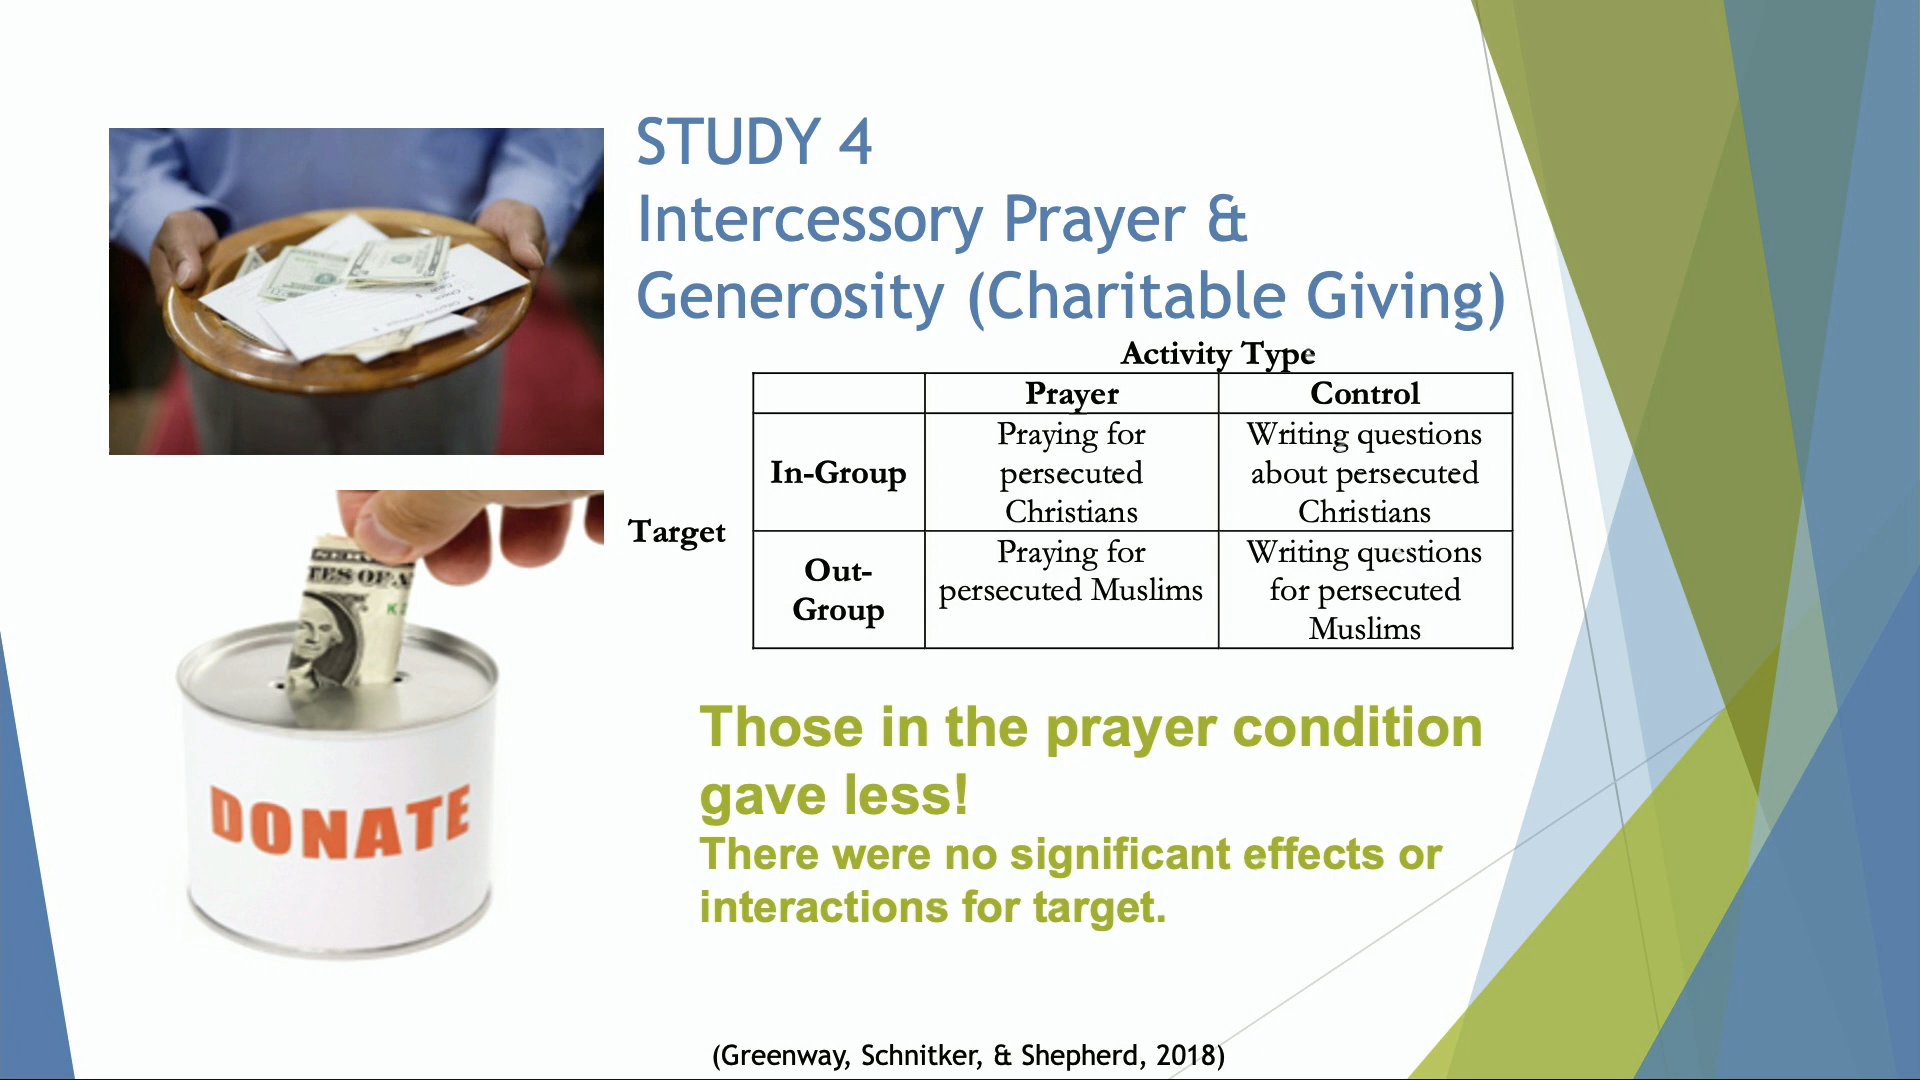 STUDY 4
Intercessory Prayer &
Generosity (Charitable Giving)
Activity Type
Prayer
Control
Target
In-Group
Praying for
persecuted
Christians
Writing questions
about persecuted
Christians
Out-
Group
Praying for
persecuted Muslims
Writing questions
for persecuted
Muslims
TES OF A
DONATE
Those in the prayer condition
gave less!
There were no significant effects or
interactions for target.
(Greenway, Schnitker, & Shepherd, 2018)